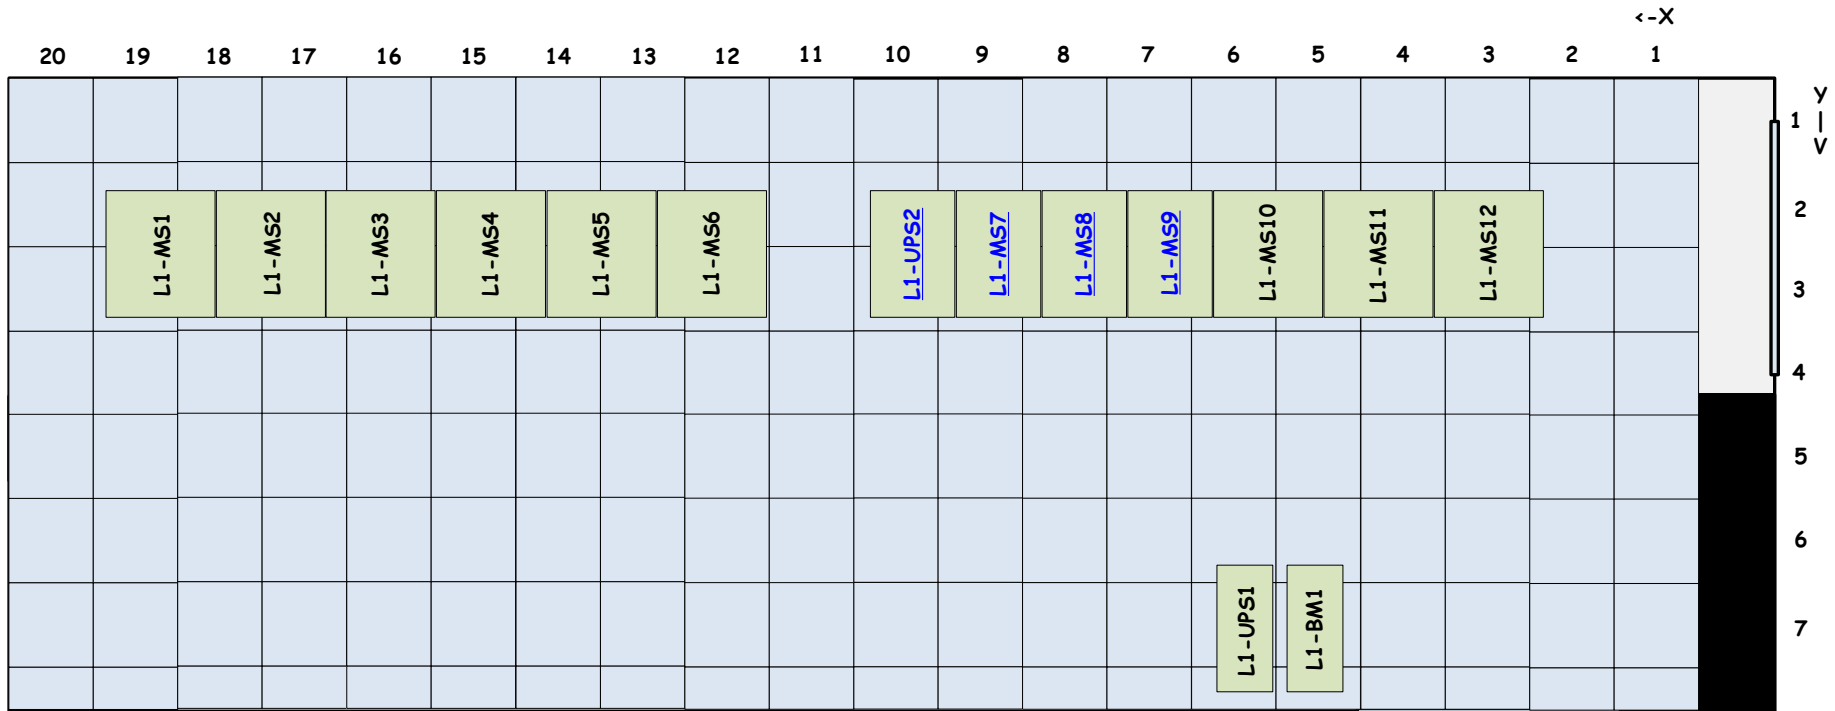 <-X
20 19 18 17 16 15 14 13 12 11 10 9 8 7 6 5 4 3 2 1
Y
|
V
1
2
L1-MS1 L1-MS2 L1-MS3 L1-MS4 L1-MS5 L1-MS6 L1-UPS2 L1-MS7 L1-MS8 L1-MS9 L1-MS10 L1-MS11 L1-MS12
3
4
5
6
L1-UPS1 L1-BM1
7